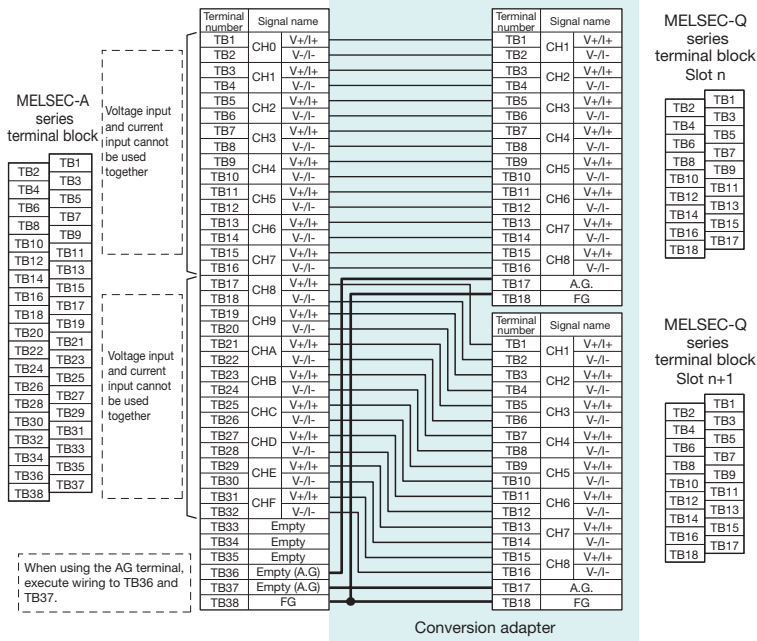 MELSEC-A
series
terminal block
TB1
TB2
TB3
TB4
TB5
TB6
TB7
TB8
TB9
TB10
TB11
TB12
TB13
TB14
TB15
TB16
TB17
TB18
TB19
TB20
TB21
TB22
TB23
TB24
TB25
TB26
TB27
TB28
TB29
TB30
TB31
TB32
TB33
TB34
TB35
TB36
TB37
TB38
Voltage input
and current
input cannot
be used
together
Voltage input
and current
input cannot
be used
together
When using the AG terminal,
execute wiring to TB36 and
TB37.
Terminal number Signal name
TB1 CH0 V+/I+
TB2 V-/I-
TB3 CH1 V+/I+
TB4 V-/I-
TB5 CH2 V+/I+
TB6 V-/I-
TB7 CH3 V+/I+
TB8 V-/I-
TB9 CH4 V+/I+
TB10 V-/I-
TB11 CH5 V+/I+
TB12 V-/I-
TB13 CH6 V+/I+
TB14 V-/I-
TB15 CH7 V+/I+
TB16 V-/I-
TB17 CH8 V+/I+
TB18 V-/I-
TB19 CH9 V+/I+
TB20 V-/I-
TB21 CHA V+/I+
TB22 V-/I-
TB23 CHB V+/I+
TB24 V-/I-
TB25 CHC V+/I+
TB26 V-/I-
TB27 CHD V+/I+
TB28 V-/I-
TB29 CHE V+/I+
TB30 V-/I-
TB31 CHF V+/I+
TB32 V-/I-
TB33 Empty
TB34 Empty
TB35 Empty
TB36 Empty (A.G)
TB37 Empty (A.G)
TB38 FG
Terminal number Signal name
TB1 CH1 V+/I+
TB2 V-/I-
TB3 CH2 V+/I+
TB4 V-/I-
TB5 CH3 V+/I+
TB6 V-/I-
TB7 CH4 V+/I+
TB8 V-/I-
TB9 CH5 V+/I+
TB10 V-/I-
TB11 CH6 V+/I+
TB12 V-/I-
TB13 CH7 V+/I+
TB14 V-/I-
TB15 CH8 V+/I+
TB16 V-/I-
TB17 A.G.
TB18 FG
Terminal number Signal name
TB1 CH1 V+/I+
TB2 V-/I-
TB3 CH2 V+/I+
TB4 V-/I-
TB5 CH3 V+/I+
TB6 V-/I-
TB7 CH4 V+/I+
TB8 V-/I-
TB9 CH5 V+/I+
TB10 V-/I-
TB11 CH6 V+/I+
TB12 V-/I-
TB13 CH7 V+/I+
TB14 V-/I-
TB15 CH8 V+/I+
TB16 V-/I-
TB17 A.G.
TB18 FG
Conversion adapter
MELSEC-Q
series
terminal block
Slot n
TB1
TB2
TB3
TB4
TB5
TB6
TB7
TB8
TB9
TB10
TB11
TB12
TB13
TB14
TB15
TB16
TB17
TB18
MELSEC-Q
series
terminal block
Slot n+1
TB1
TB2
TB3
TB4
TB5
TB6
TB7
TB8
TB9
TB10
TB11
TB12
TB13
TB14
TB15
TB16
TB17
TB18